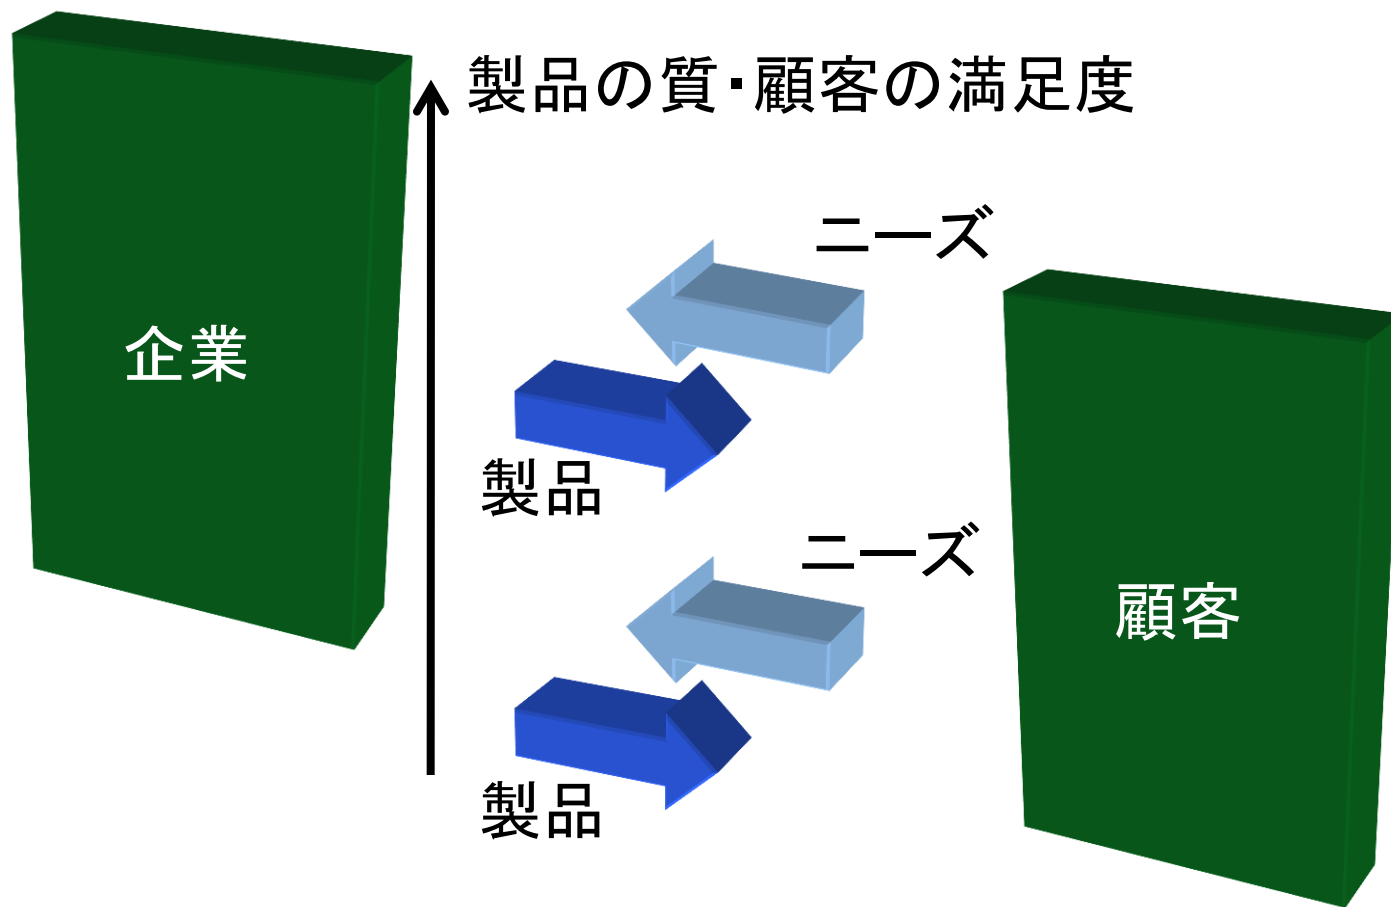 製品の質・顧客の満足度
ニーズ
企業
製品
ニーズ
顧客
製品